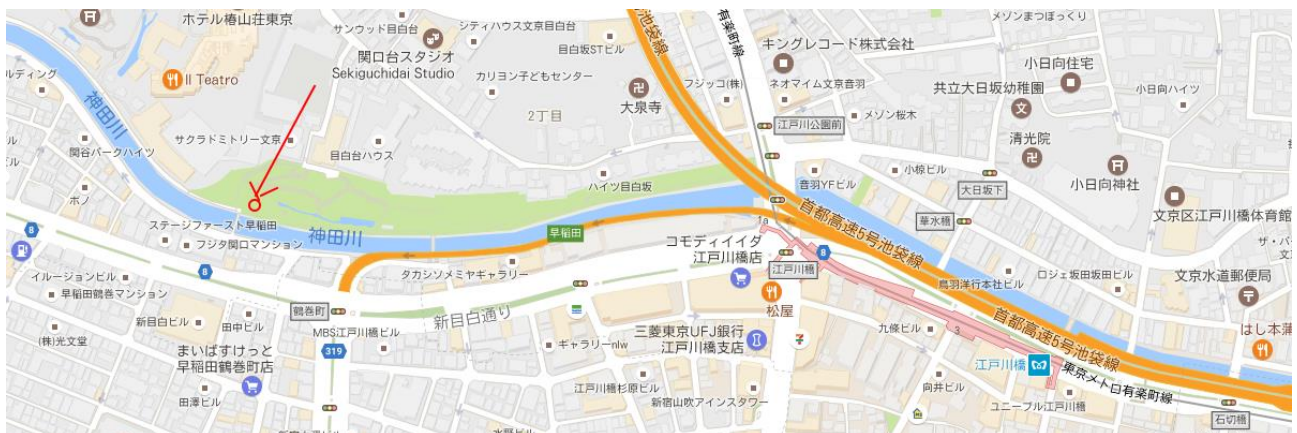 ホテル椿山荘東京
サンウッド目白台
シティハウス文京目白台
関口台スタジオ
Sekiguchidai Studio
目白坂STビル
有楽町線
メゾンまつぼっくり
キングレコード株式会社
小日向住宅
Il Teatro
カリヨン子どもセンター
フジッコ(株)
ネオマイム文京音羽
共立大日坂幼稚園
小日向ハイツ
神田川
2丁目
大泉寺
江戸川公園前
メゾン桜木
清光院
サクラドミトリー文京
目白台ハウス
関谷パークハイツ
ハイツ目白坂
音羽YFビル
小椋ビル
大日坂下
小日向神社
ステージファースト早稲田
フジタ関口マンション
神田川
早稲田
1a
華水橋
首都高速5号池袋線
文京区江戸川橋体育館
8
8
コモディイイダ
江戸川橋店
8
江戸川橋
イルージョンビル
早稲田鶴巻マンション
タカシソメミヤギャラリー
鳥羽洋行本社ビル
ロジェ坂田坂田ビル
文京水道郵便局
新目白ビル
田中ビル
鶴巻町
新目白通り
松屋
首都高速5号池袋線
はし本蒲
(株)光文堂
MBS江戸川橋ビル
ギャラリーnlw
三菱東京UFJ銀行
江戸川橋支店
九條ビル
3
まいばすけっと
早稲田鶴巻町店
319
江戸川橋
東京メトロ有楽町線
田澤ビル
江戸川橋杉原ビル
新宿山吹アインスタワー
向井ビル
ユニーブル江戸川橋
石切橋